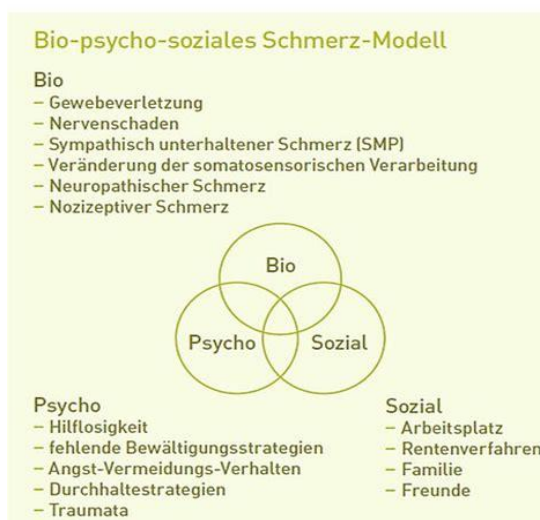 Bio-psycho-soziales Schmerz-Modell
Bio
– Gewebeverletzung
– Nervenschaden
– Sympathisch unterhaltener Schmerz (SMP)
– Veränderung der somatosensorischen Verarbeitung
– Neuropathischer Schmerz
– Nozizeptiver Schmerz
Bio
Psycho
Sozial
Psycho
– Hilflosigkeit
– fehlende Bewältigungsstrategien
– Angst-Vermeidungs-Verhalten
– Durchhaltestrategien
– Traumata
Sozial
– Arbeitsplatz
– Rentenverfahren
– Familie
– Freunde